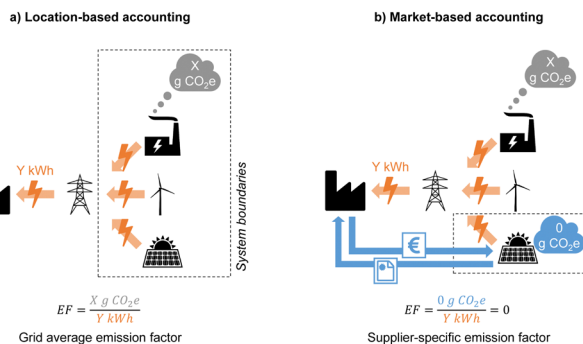 a) Location-based accounting
X
g CO₂e
Y kWh
System boundaries
EF = X g CO₂e / Y kWh
Grid average emission factor
b) Market-based accounting
X
g CO₂e
Y kWh
0
g CO₂e
€
EF = 0 g CO₂e / Y kWh = 0
Supplier-specific emission factor